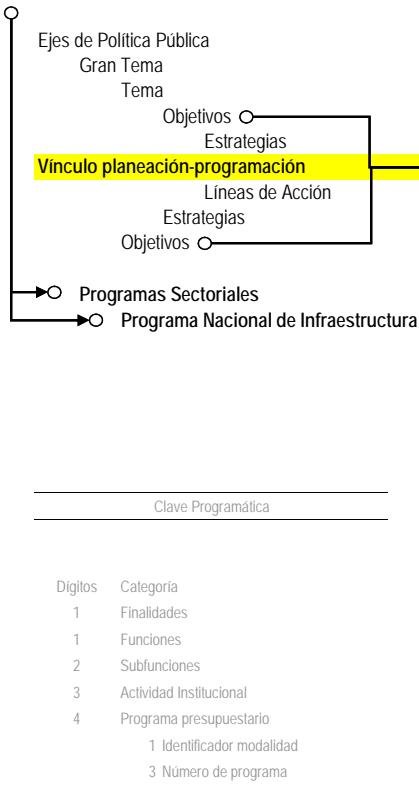 Ejes de Política Pública
Gran Tema
Tema
Objetivos
Estrategias
Vínculo planeación-programación
Líneas de Acción
Estrategias
Objetivos
Programas Sectoriales
Programa Nacional de Infraestructura
Clave Programática
Dígitos Categoría
1 Finalidades
1 Funciones
2 Subfunciones
3 Actividad Institucional
4 Programa presupuestario
1 Identificador modalidad
3 Número de programa